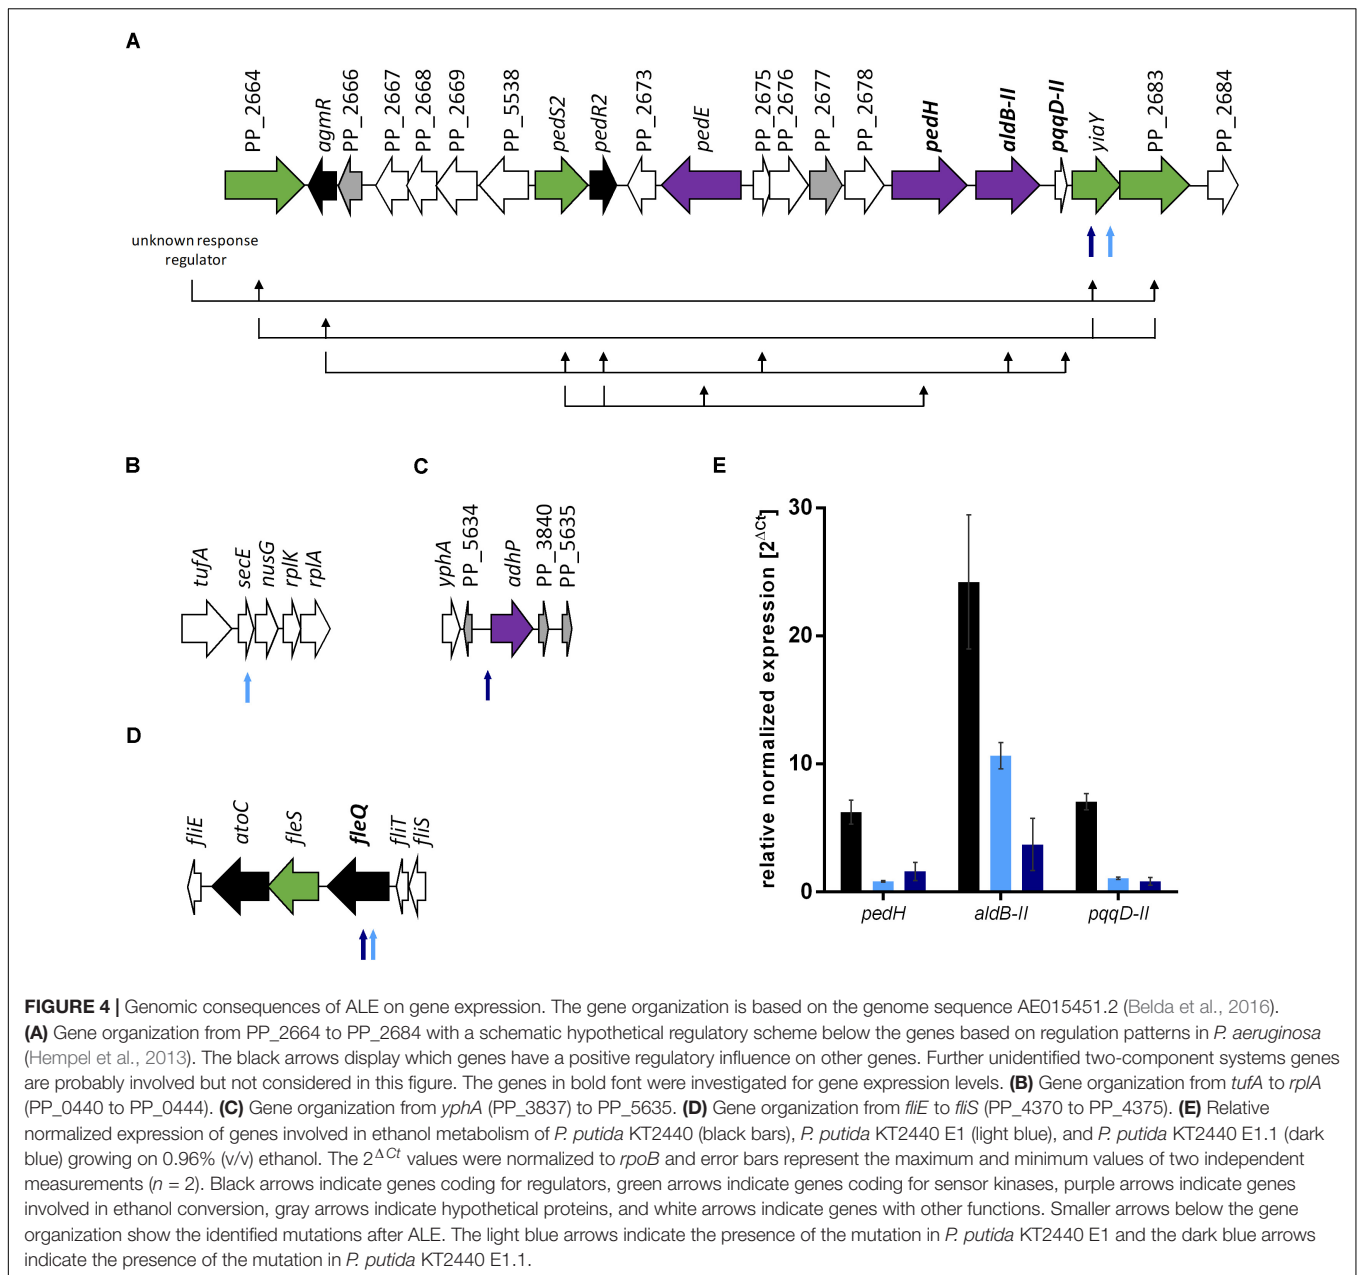 A
PP_2664
agmR
PP_2666
PP_2667
PP_2668
PP_2669
PP_5538
pedS2
pedR2
PP_2673
pedE
PP_2675
PP_2676
PP_2677
PP_2678
pedH
aldB-II
pqqD-II
yiaY
PP_2683
PP_2684
unknown response
regulator
B
tufA
secE
nusG
rplK
rplA
C
yphA
PP_5634
adhP
PP_3840
PP_5635
D
fliE
atoC
fleS
fleQ
fliT
fliS
E
relative normalized expression [2^ΔCt]
30
20
10
0
pedH
aldB-II
pqqD-II
FIGURE 4 | Genomic consequences of ALE on gene expression. The gene organization is based on the genome sequence AE015451.2 (Belda et al., 2016).
(A) Gene organization from PP_2664 to PP_2684 with a schematic hypothetical regulatory scheme below the genes based on regulation patterns in P. aeruginosa
(Hempel et al., 2013). The black arrows display which genes have a positive regulatory influence on other genes. Further unidentified two-component systems genes
are probably involved but not considered in this figure. The genes in bold font were investigated for gene expression levels. (B) Gene organization from tufA to rplA
(PP_0440 to PP_0444). (C) Gene organization from yphA (PP_3837) to PP_5635. (D) Gene organization from fliE to fliS (PP_4370 to PP_4375). (E) Relative
normalized expression of genes involved in ethanol metabolism of P. putida KT2440 (black bars), P. putida KT2440 E1 (light blue), and P. putida KT2440 E1.1 (dark
blue) growing on 0.96% (v/v) ethanol. The 2^ΔCt values were normalized to rpoB and error bars represent the maximum and minimum values of two independent
measurements (n = 2). Black arrows indicate genes coding for regulators, green arrows indicate genes coding for sensor kinases, purple arrows indicate genes
involved in ethanol conversion, gray arrows indicate hypothetical proteins, and white arrows indicate genes with other functions. Smaller arrows below the gene
organization show the identified mutations after ALE. The light blue arrows indicate the presence of the mutation in P. putida KT2440 E1 and the dark blue arrows
indicate the presence of the mutation in P. putida KT2440 E1.1.